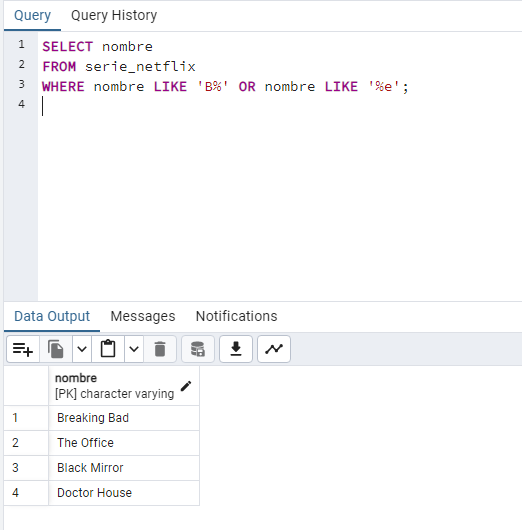 Query Query History
1 SELECT nombre
2 FROM serie_netflix
3 WHERE nombre LIKE 'B%' OR nombre LIKE '%e';
4
Data Output Messages Notifications
nombre
[PK] character varying
1 Breaking Bad
2 The Office
3 Black Mirror
4 Doctor House